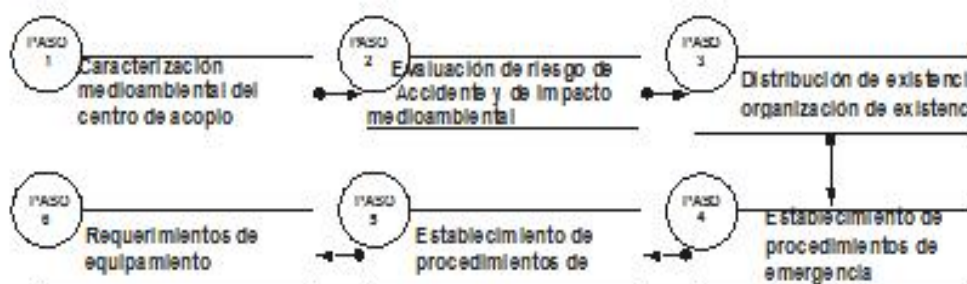 PASO
1
Caracterización
medioambiental del
centro de acopio
PASO
2
Evaluación de riesgo de
Accidente y de impacto
medioambiental
PASO
3
Distribución de existenci
organización de existenc
PASO
4
Establecimiento de
procedimientos de
emergencia
PASO
5
Establecimiento de
procedimientos de
PASO
6
Requerimientos de
equipamiento